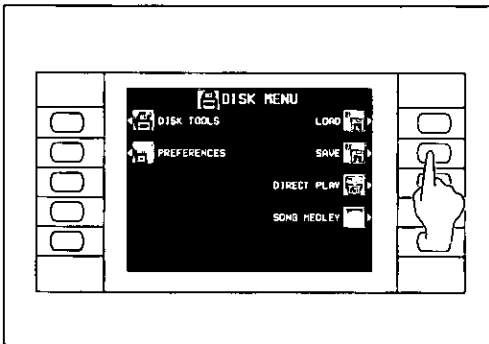 DISK MENU
DISK TOOLS LOAD
PREFERENCES SAVE
DIRECT PLAY
SONG MEDLEY